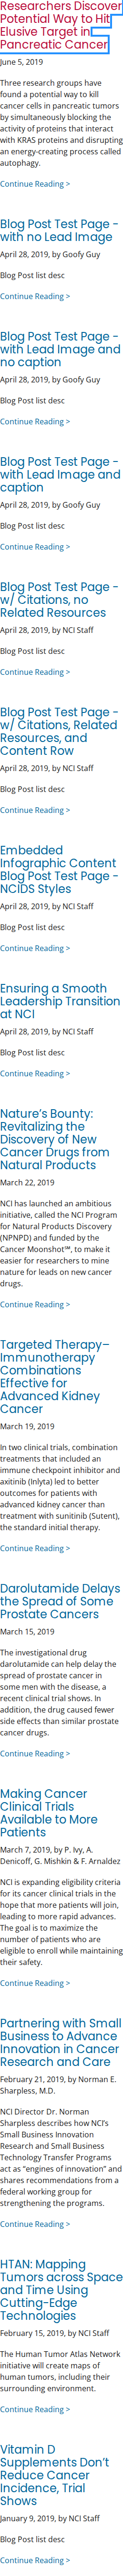 Researchers Discover
Potential Way to Hit
Elusive Target in
Pancreatic Cancer
June 5, 2019
Three research groups have
found a potential way to kill
cancer cells in pancreatic tumors
by simultaneously blocking the
activity of proteins that interact
with KRAS proteins and disrupting
an energy-creating process called
autophagy.
Continue Reading >
Blog Post Test Page -
with no Lead Image
April 28, 2019, by Goofy Guy
Blog Post List desc
Continue Reading >
Blog Post Test Page -
with Lead Image and
no caption
April 28, 2019, by Goofy Guy
Blog Post list desc
Continue Reading >
Blog Post Test Page -
with Lead Image and
caption
April 28, 2019, by Goofy Guy
Blog Post list desc
Continue Reading >
Blog Post Test Page -
w/ Citations, no
Related Resources
April 28, 2019, by NCI Staff
Blog Post list desc
Continue Reading >
Blog Post Test Page -
w/ Citations, Related
Resources, and
Content Row
April 28, 2019, by NCI Staff
Blog Post list desc
Continue Reading >
Embedded
Infographic Content
Blog Post Test Page -
NCIDS Styles
April 28, 2019, by NCI Staff
Blog Post list desc
Continue Reading >
Ensuring a Smooth
Leadership Transition
at NCI
April 28, 2019, by NCI Staff
Blog Post list desc
Continue Reading >
Nature’s Bounty:
Revitalizing the
Discovery of New
Cancer Drugs from
Natural Products
March 22, 2019
NCI has launched an ambitious
initiative, called the NCI Program
for Natural Products Discovery
(NPNPD) and funded by the
Cancer Moonshot℠, to make it
easier for researchers to mine
nature for leads on new cancer
drugs.
Continue Reading >
Targeted Therapy–
Immunotherapy
Combinations
Effective for
Advanced Kidney
Cancer
March 19, 2019
In two clinical trials, combination
treatments that included an
immune checkpoint inhibitor and
axitinib (Inlyta) led to better
outcomes for patients with
advanced kidney cancer than
treatment with sunitinib (Sutent),
the standard initial therapy.
Continue Reading >
Darolutamide Delays
the Spread of Some
Prostate Cancers
March 15, 2019
The investigational drug
darolutamide can help delay the
spread of prostate cancer in
some men with the disease, a
recent clinical trial shows. In
addition, the drug caused fewer
side effects than similar prostate
cancer drugs.
Continue Reading >
Making Cancer
Clinical Trials
Available to More
Patients
March 7, 2019, by P. Ivy, A.
Denicoff, G. Mishkin & F. Arnaldez
NCI is expanding eligibility criteria
for its cancer clinical trials in the
hope that more patients will join,
leading to more rapid advances.
The goal is to maximize the
number of patients who are
eligible to enroll while maintaining
their safety.
Continue Reading >
Partnering with Small
Business to Advance
Innovation in Cancer
Research and Care
February 21, 2019, by Norman E.
Sharpless, M.D.
NCI Director Dr. Norman
Sharpless describes how NCI’s
Small Business Innovation
Research and Small Business
Technology Transfer Programs
act as “engines of innovation” and
shares recommendations from a
federal working group for
strengthening the programs.
Continue Reading >
HTAN: Mapping
Tumors across Space
and Time Using
Cutting-Edge
Technologies
February 15, 2019, by NCI Staff
The Human Tumor Atlas Network
initiative will create maps of
human tumors, including their
surrounding environment.
Continue Reading >
Vitamin D
Supplements Don’t
Reduce Cancer
Incidence, Trial
Shows
January 9, 2019, by NCI Staff
Blog Post list desc
Continue Reading >